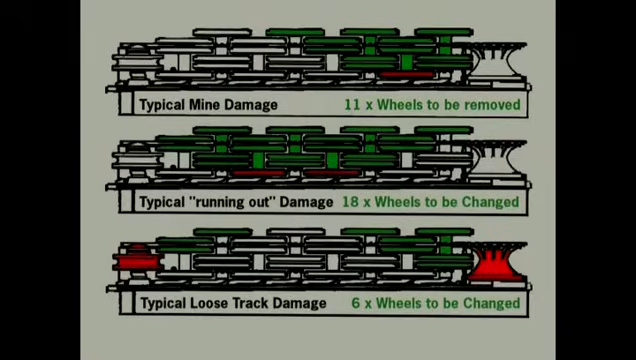 Typical Mine Damage 11 x Wheels to be removed
Typical "running out" Damage 18 x Wheels to be Changed
Typical Loose Track Damage 6 x Wheels to be Changed